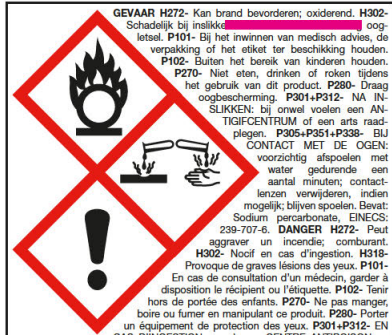 GEVAAR H272- Kan brand bevorderen; oxiderend. H302-
Schadelijk bij inslikke oog-
letsel. P101- Bij het inwinnen van medisch advies, de
verpakking of het etiket ter beschikking houden.
P102- Buiten het bereik van kinderen houden.
P270- Niet eten, drinken of roken tijdens
het gebruik van dit product. P280- Draag
oogbescherming. P301+P312- NA IN-
SLIKKEN: bij onwel voelen een AN-
TIGIFCENTRUM of een arts raad-
plegen. P305+P351+P338- BIJ
CONTACT MET DE OGEN:
voorzichtig afspoelen met
water gedurende een
aantal minuten; contact-
lenzen verwijderen, indien
mogelijk; blijven spoelen. Bevat:
Sodium percarbonate, EINECS:
239-707-6. DANGER H272- Peut
aggraver un incendie; comburant.
H302- Nocif en cas d'ingestion. H318-
Provoque de graves lésions des yeux. P101-
En cas de consultation d'un médecin, garder à
disposition le récipient ou l'étiquette. P102- Tenir
hors de portée des enfants. P270- Ne pas manger,
boire ou fumer en manipulant ce produit. P280- Porter
un équipement de protection des yeux. P301+P312- EN